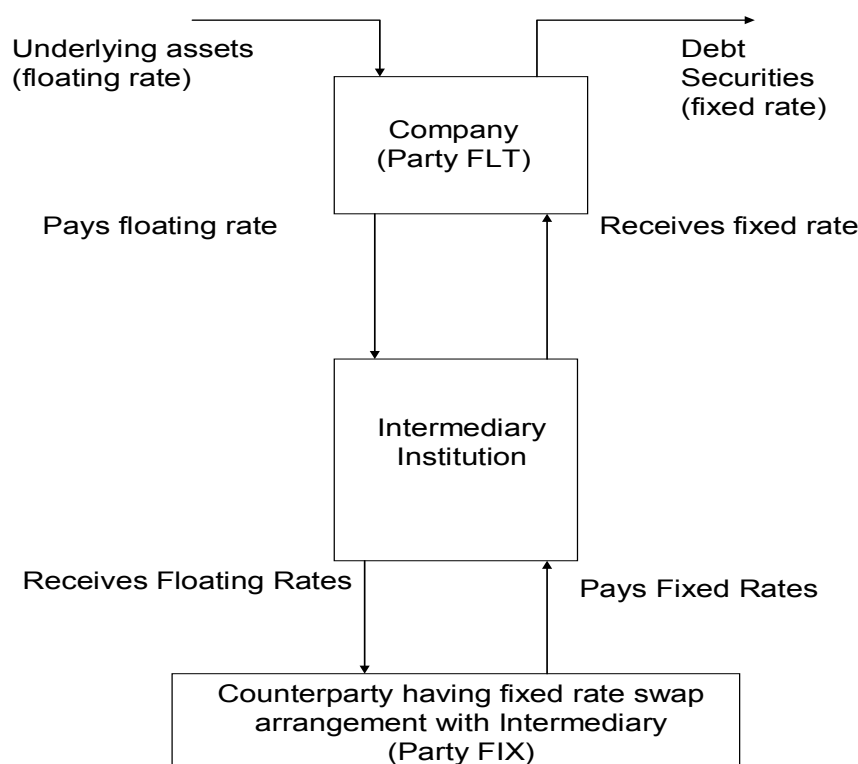 Underlying assets
(floating rate)
Debt
Securities
(fixed rate)
Company
(Party FLT)
Pays floating rate
Receives fixed rate
Intermediary
Institution
Receives Floating Rates
Pays Fixed Rates
Counterparty having fixed rate swap
arrangement with Intermediary
(Party FIX)